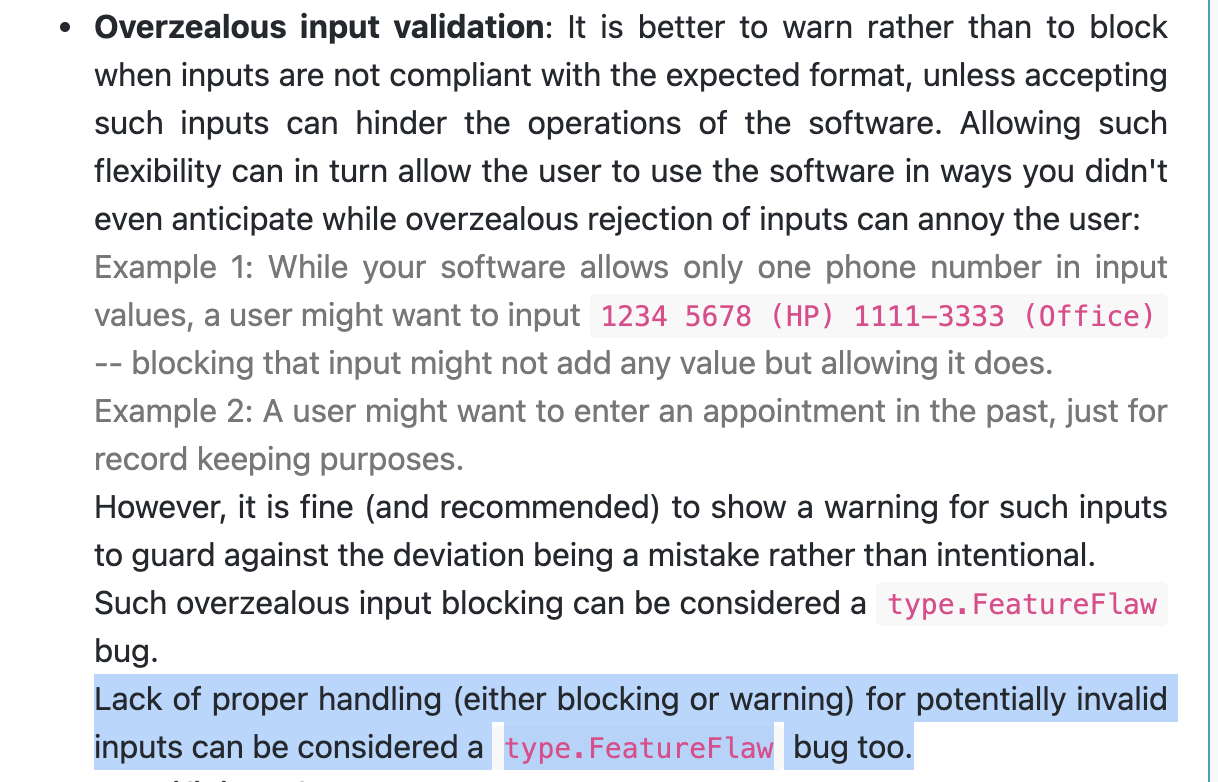 • Overzealous input validation: It is better to warn rather than to block
when inputs are not compliant with the expected format, unless accepting
such inputs can hinder the operations of the software. Allowing such
flexibility can in turn allow the user to use the software in ways you didn't
even anticipate while overzealous rejection of inputs can annoy the user:
Example 1: While your software allows only one phone number in input
values, a user might want to input 1234 5678 (HP) 1111-3333 (Office)
-- blocking that input might not add any value but allowing it does.
Example 2: A user might want to enter an appointment in the past, just for
record keeping purposes.
However, it is fine (and recommended) to show a warning for such inputs
to guard against the deviation being a mistake rather than intentional.
Such overzealous input blocking can be considered a type.FeatureFlaw
bug.
Lack of proper handling (either blocking or warning) for potentially invalid
inputs can be considered a type.FeatureFlaw bug too.